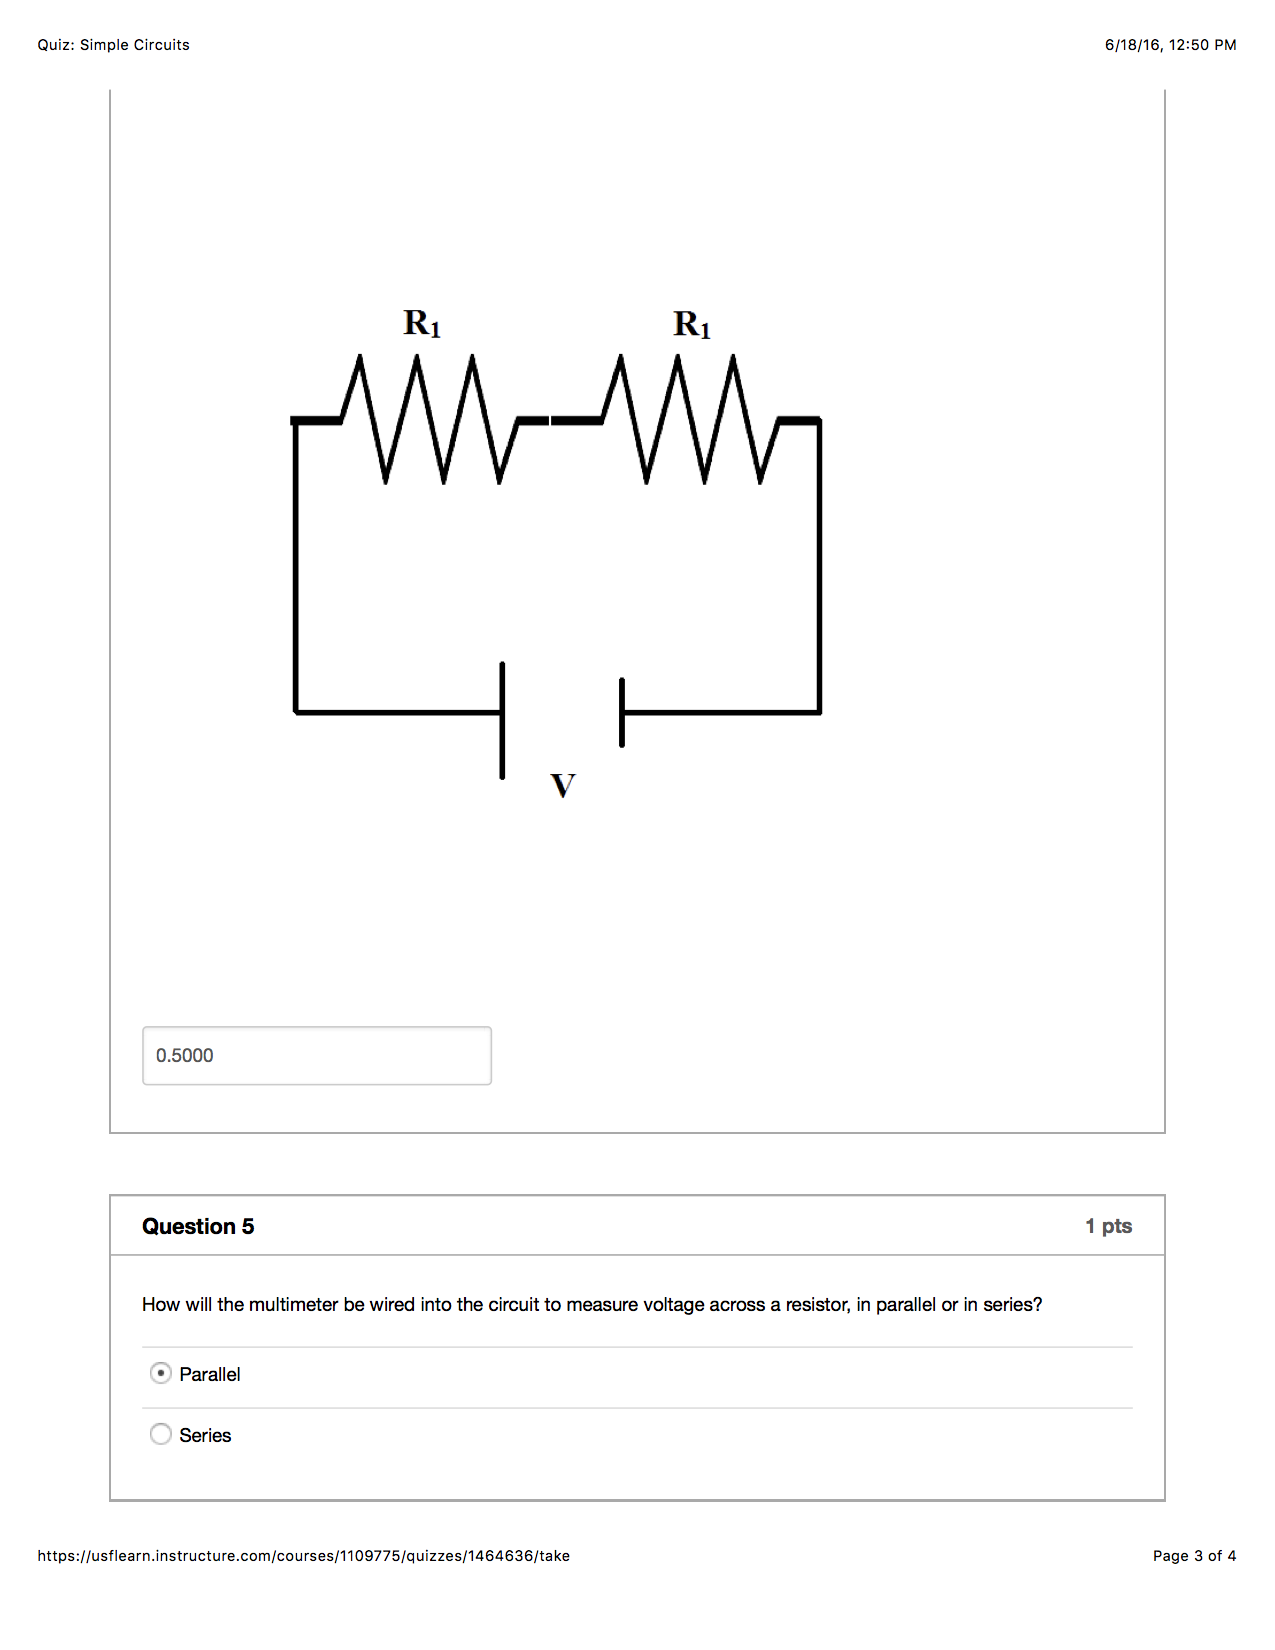 Quiz: Simple Circuits 6/18/16, 12:50 PM
R1 R1
V
0.5000
Question 5 1 pts
How will the multimeter be wired into the circuit to measure voltage across a resistor, in parallel or in series?
Parallel
Series
https://usflearn.instructure.com/courses/1109775/quizzes/1464636/take Page 3 of 4